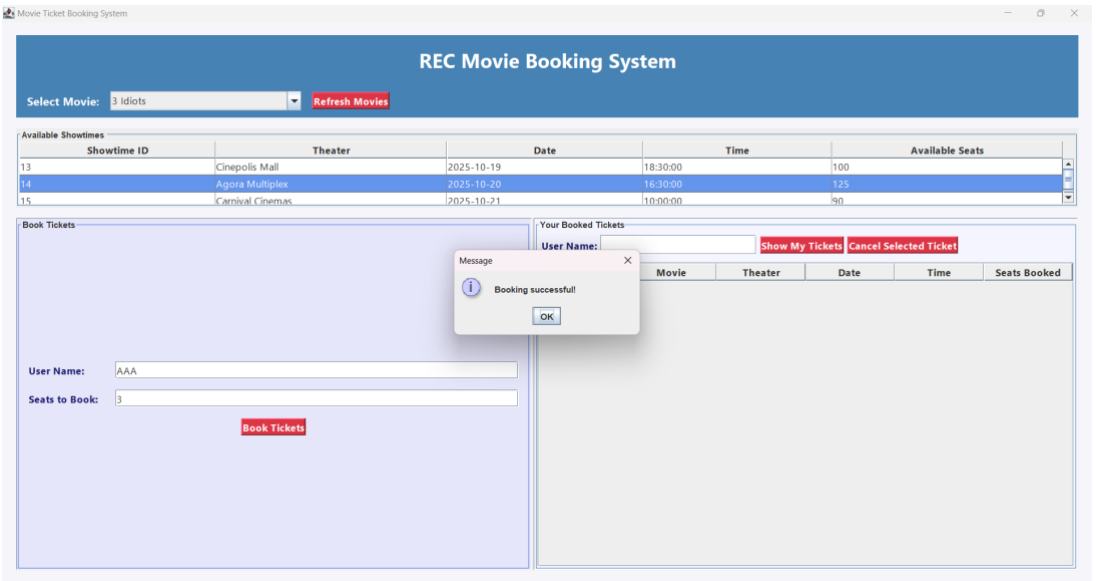 Movie Ticket Booking System
REC Movie Booking System
Select Movie: 3 Idiots Refresh Movies
Available Showtimes
Showtime ID Theater Date Time Available Seats
13 Cinepolis Mall 2025-10-19 18:30:00 100
14 Agora Multiplex 2025-10-20 16:30:00 125
15 Carnival Cinemas 2025-10-21 10:00:00 90
Book Tickets
User Name: AAA
Seats to Book: 3
Book Tickets
Your Booked Tickets
User Name: Show My Tickets Cancel Selected Ticket
Movie Theater Date Time Seats Booked
Message
Booking successful!
OK